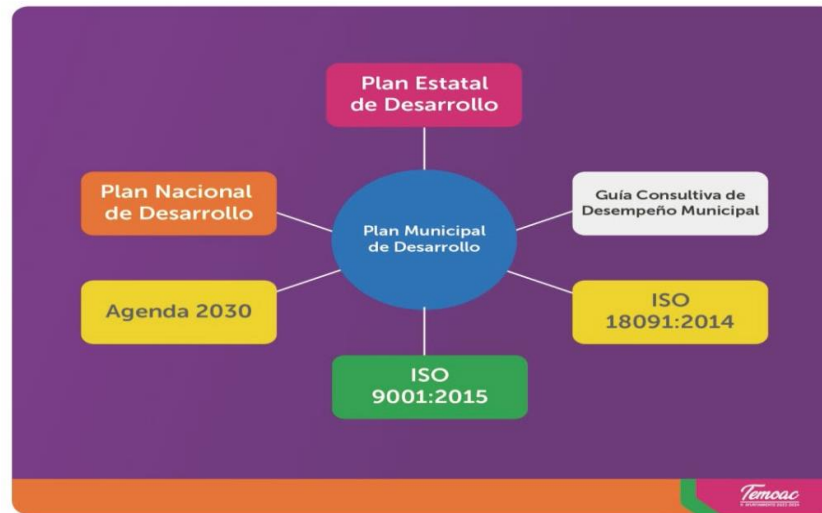 Plan Estatal
de Desarrollo
Plan Nacional
de Desarrollo
Guía Consultiva de
Desempeño Municipal
Plan Municipal
de Desarrollo
Agenda 2030
ISO
18091:2014
ISO
9001:2015
Temoac